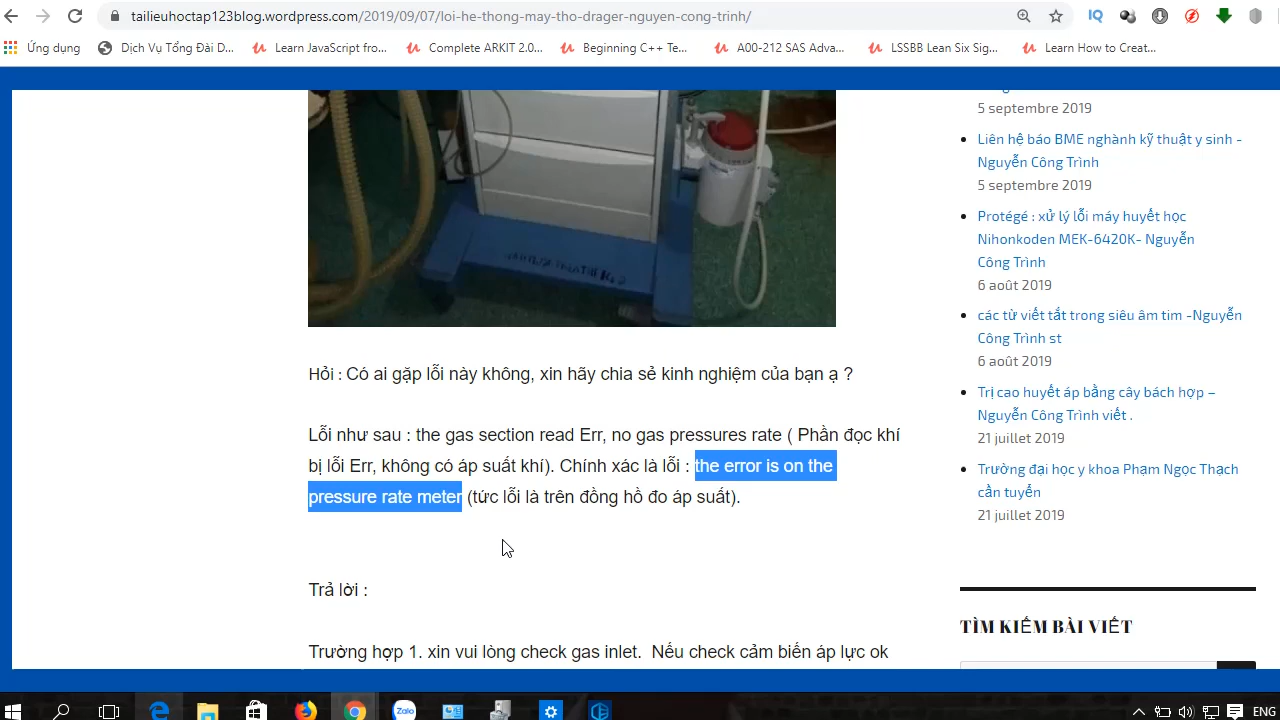 tailieuhoctap123blog.wordpress.com/2019/09/07/loi-he-thong-may-tho-drager-nguyen-cong-trinh/
IQ
Ứng dụng
Dịch Vụ Tổng Đài D...
Learn JavaScript fro...
Complete ARKIT 2.0...
Beginning C++ Te...
A00-212 SAS Adva...
LSSBB Lean Six Sig...
Learn How to Creat...
Hỏi : Có ai gặp lỗi này không, xin hãy chia sẻ kinh nghiệm của bạn ạ ?
Lỗi như sau : the gas section read Err, no gas pressures rate ( Phần đọc khí
bị lỗi Err, không có áp suất khí). Chính xác là lỗi : the error is on the
pressure rate meter (tức lỗi là trên đồng hồ đo áp suất).
Trả lời :
Trường hợp 1. xin vui lòng check gas inlet. Nếu check cảm biến áp lực ok
5 septembre 2019
Liên hệ báo BME nghành kỹ thuật y sinh -
Nguyễn Công Trình
5 septembre 2019
Protégé : xử lý lỗi máy huyết học
Nihonkoden MEK-6420K- Nguyễn
Công Trình
6 août 2019
các từ viết tắt trong siêu âm tim -Nguyễn
Công Trình st
6 août 2019
Trị cao huyết áp bằng cây bách hợp –
Nguyễn Công Trình viết .
21 juillet 2019
Trường đại học y khoa Phạm Ngọc Thạch
cần tuyển
21 juillet 2019
TÌM KIẾM BÀI VIẾT
Zalo
ENG